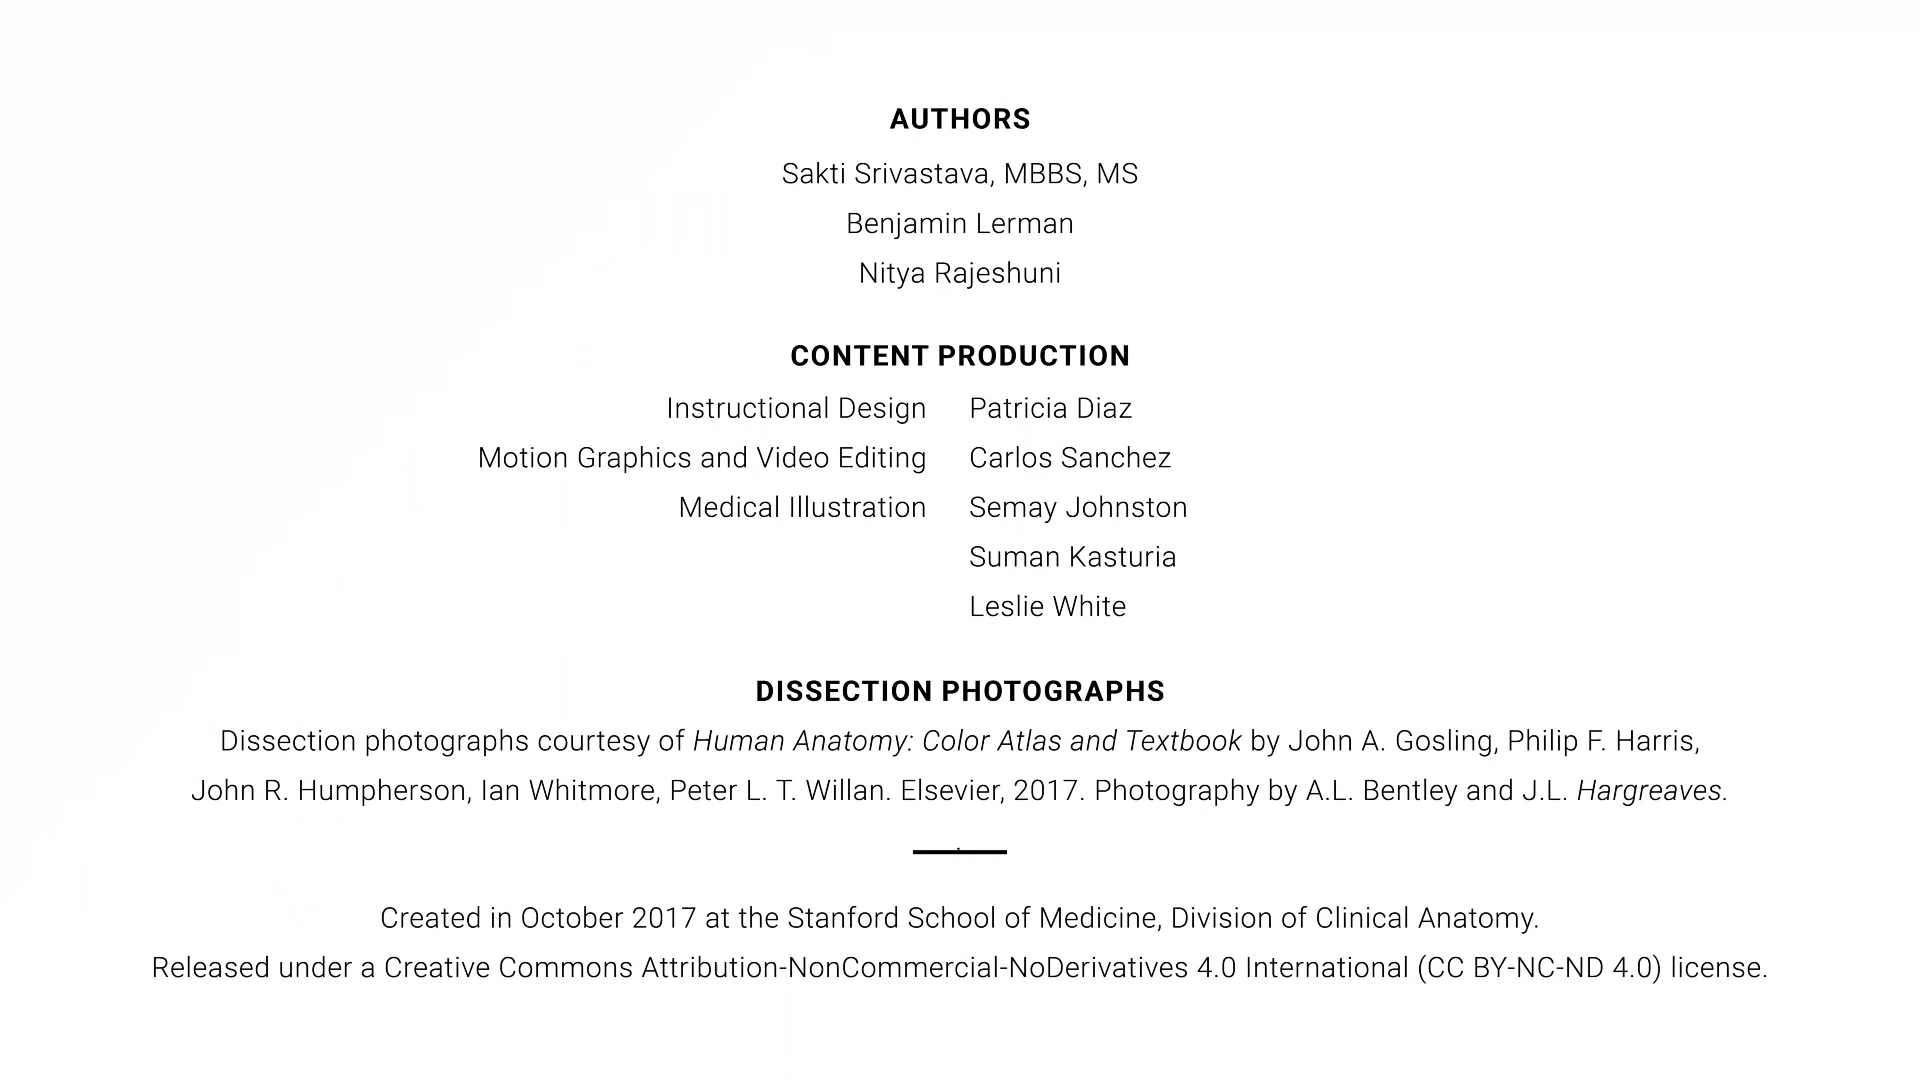 AUTHORS
Sakti Srivastava, MBBS, MS
Benjamin Lerman
Nitya Rajeshuni
CONTENT PRODUCTION
Instructional Design Patricia Diaz
Motion Graphics and Video Editing Carlos Sanchez
Medical Illustration Semay Johnston
Suman Kasturia
Leslie White
DISSECTION PHOTOGRAPHS
Dissection photographs courtesy of Human Anatomy: Color Atlas and Textbook by John A. Gosling, Philip F. Harris,
John R. Humpherson, Ian Whitmore, Peter L. T. Willan. Elsevier, 2017. Photography by A.L. Bentley and J.L. Hargreaves.
Created in October 2017 at the Stanford School of Medicine, Division of Clinical Anatomy.
Released under a Creative Commons Attribution-NonCommercial-NoDerivatives 4.0 International (CC BY-NC-ND 4.0) license.